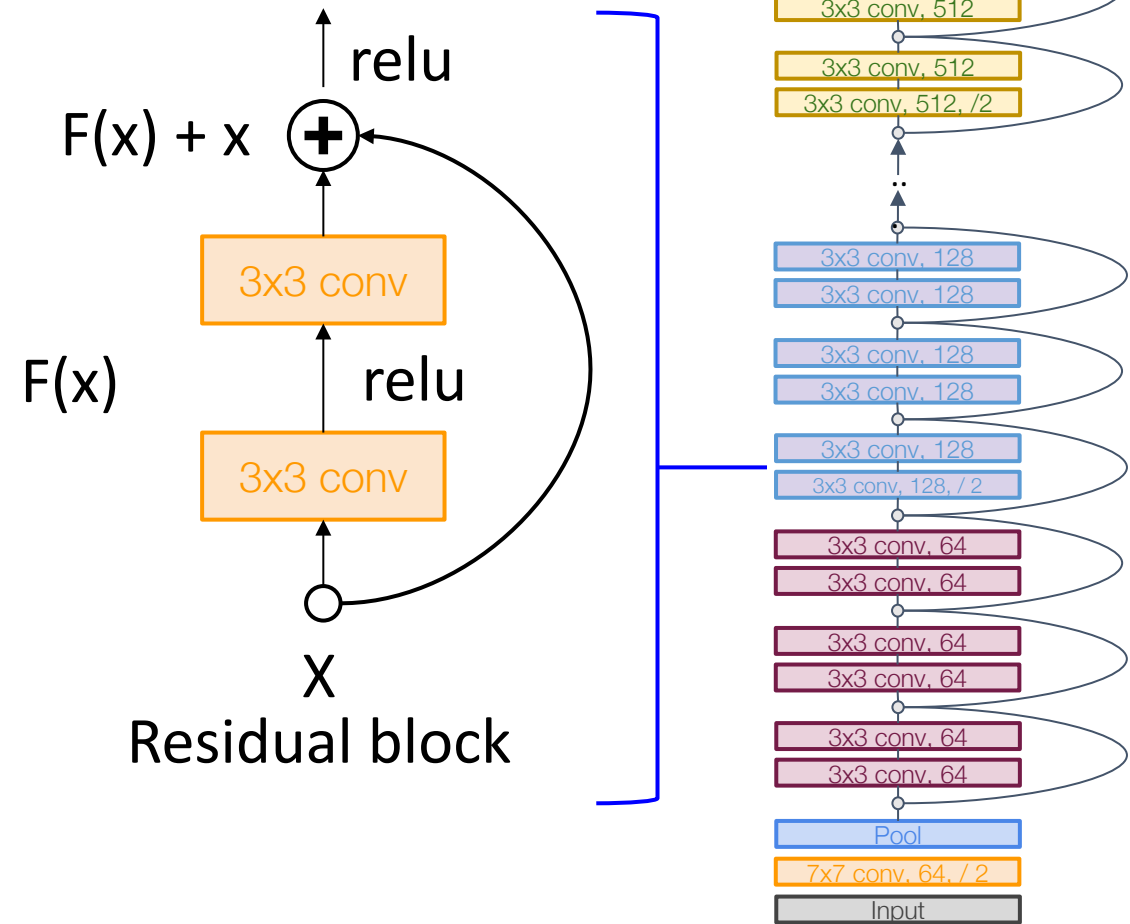 relu
F(x) + x
3x3 conv
F(x)
relu
3x3 conv
X
Residual block
3x3 conv, 512
3x3 conv, 512
3x3 conv, 512, /2
..
3x3 conv, 128
3x3 conv, 128
3x3 conv, 128
3x3 conv, 128
3x3 conv, 128
3x3 conv, 128, / 2
3x3 conv, 64
3x3 conv, 64
3x3 conv, 64
3x3 conv, 64
3x3 conv, 64
3x3 conv, 64
Pool
7x7 conv, 64, / 2
Input